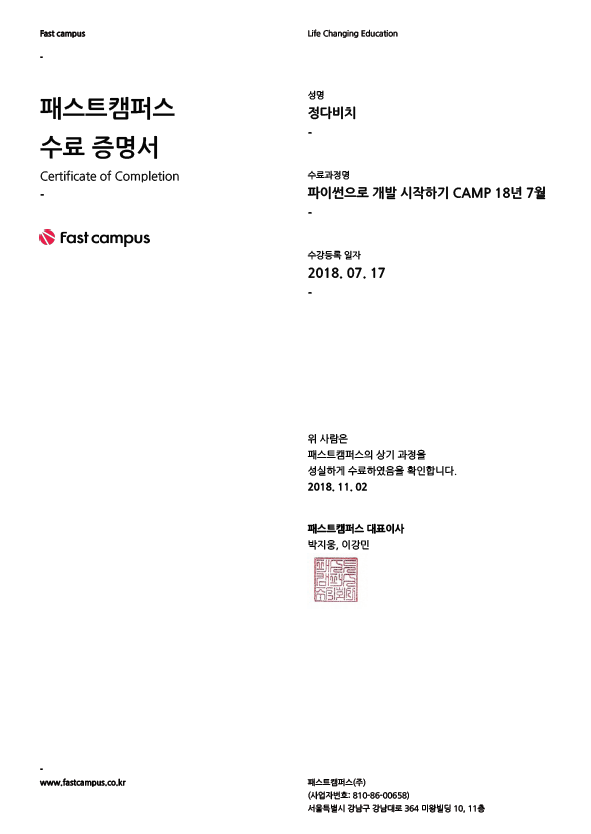 Fast campus
-
패스트캠퍼스
수료 증명서
Certificate of Completion
-
Fast campus
Life Changing Education
성명
정다비치
-
수료과정명
파이썬으로 개발 시작하기 CAMP 18년 7월
-
수강등록 일자
2018. 07. 17
-
위 사람은
패스트캠퍼스의 상기 과정을
성실하게 수료하였음을 확인합니다.
2018. 11. 02
패스트캠퍼스 대표이사
박지웅, 이강민
-
www.fastcampus.co.kr
패스트캠퍼스(주)
(사업자번호: 810-86-00658)
서울특별시 강남구 강남대로 364 미왕빌딩 10, 11층